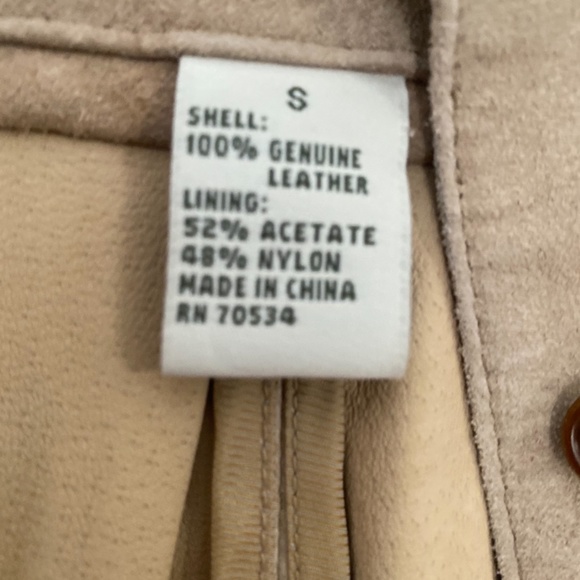 S
SHELL:
100% GENUINE
LEATHER
LINING:
52% ACETATE
48% NYLON
MADE IN CHINA
RN 70534